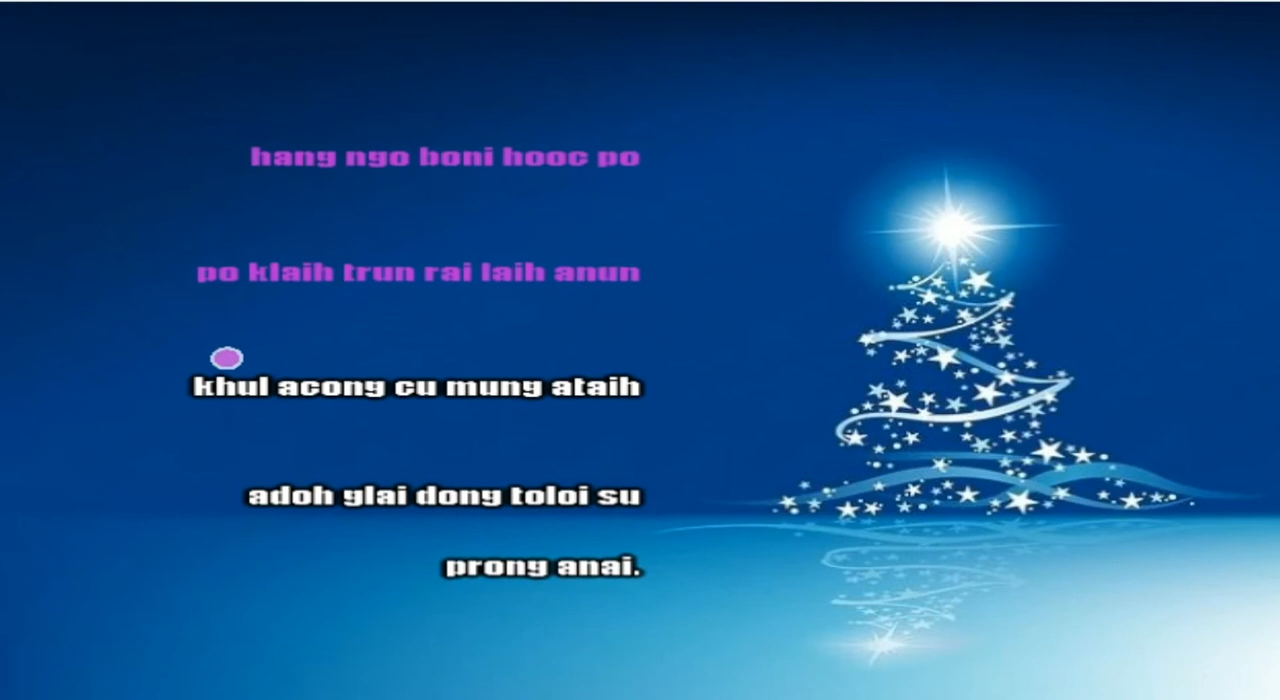 hang nyo boni hooc po
po klaih trun rai laih anun
khul acong cu mung ataih
adoh glai dong toloi su
prong anai.